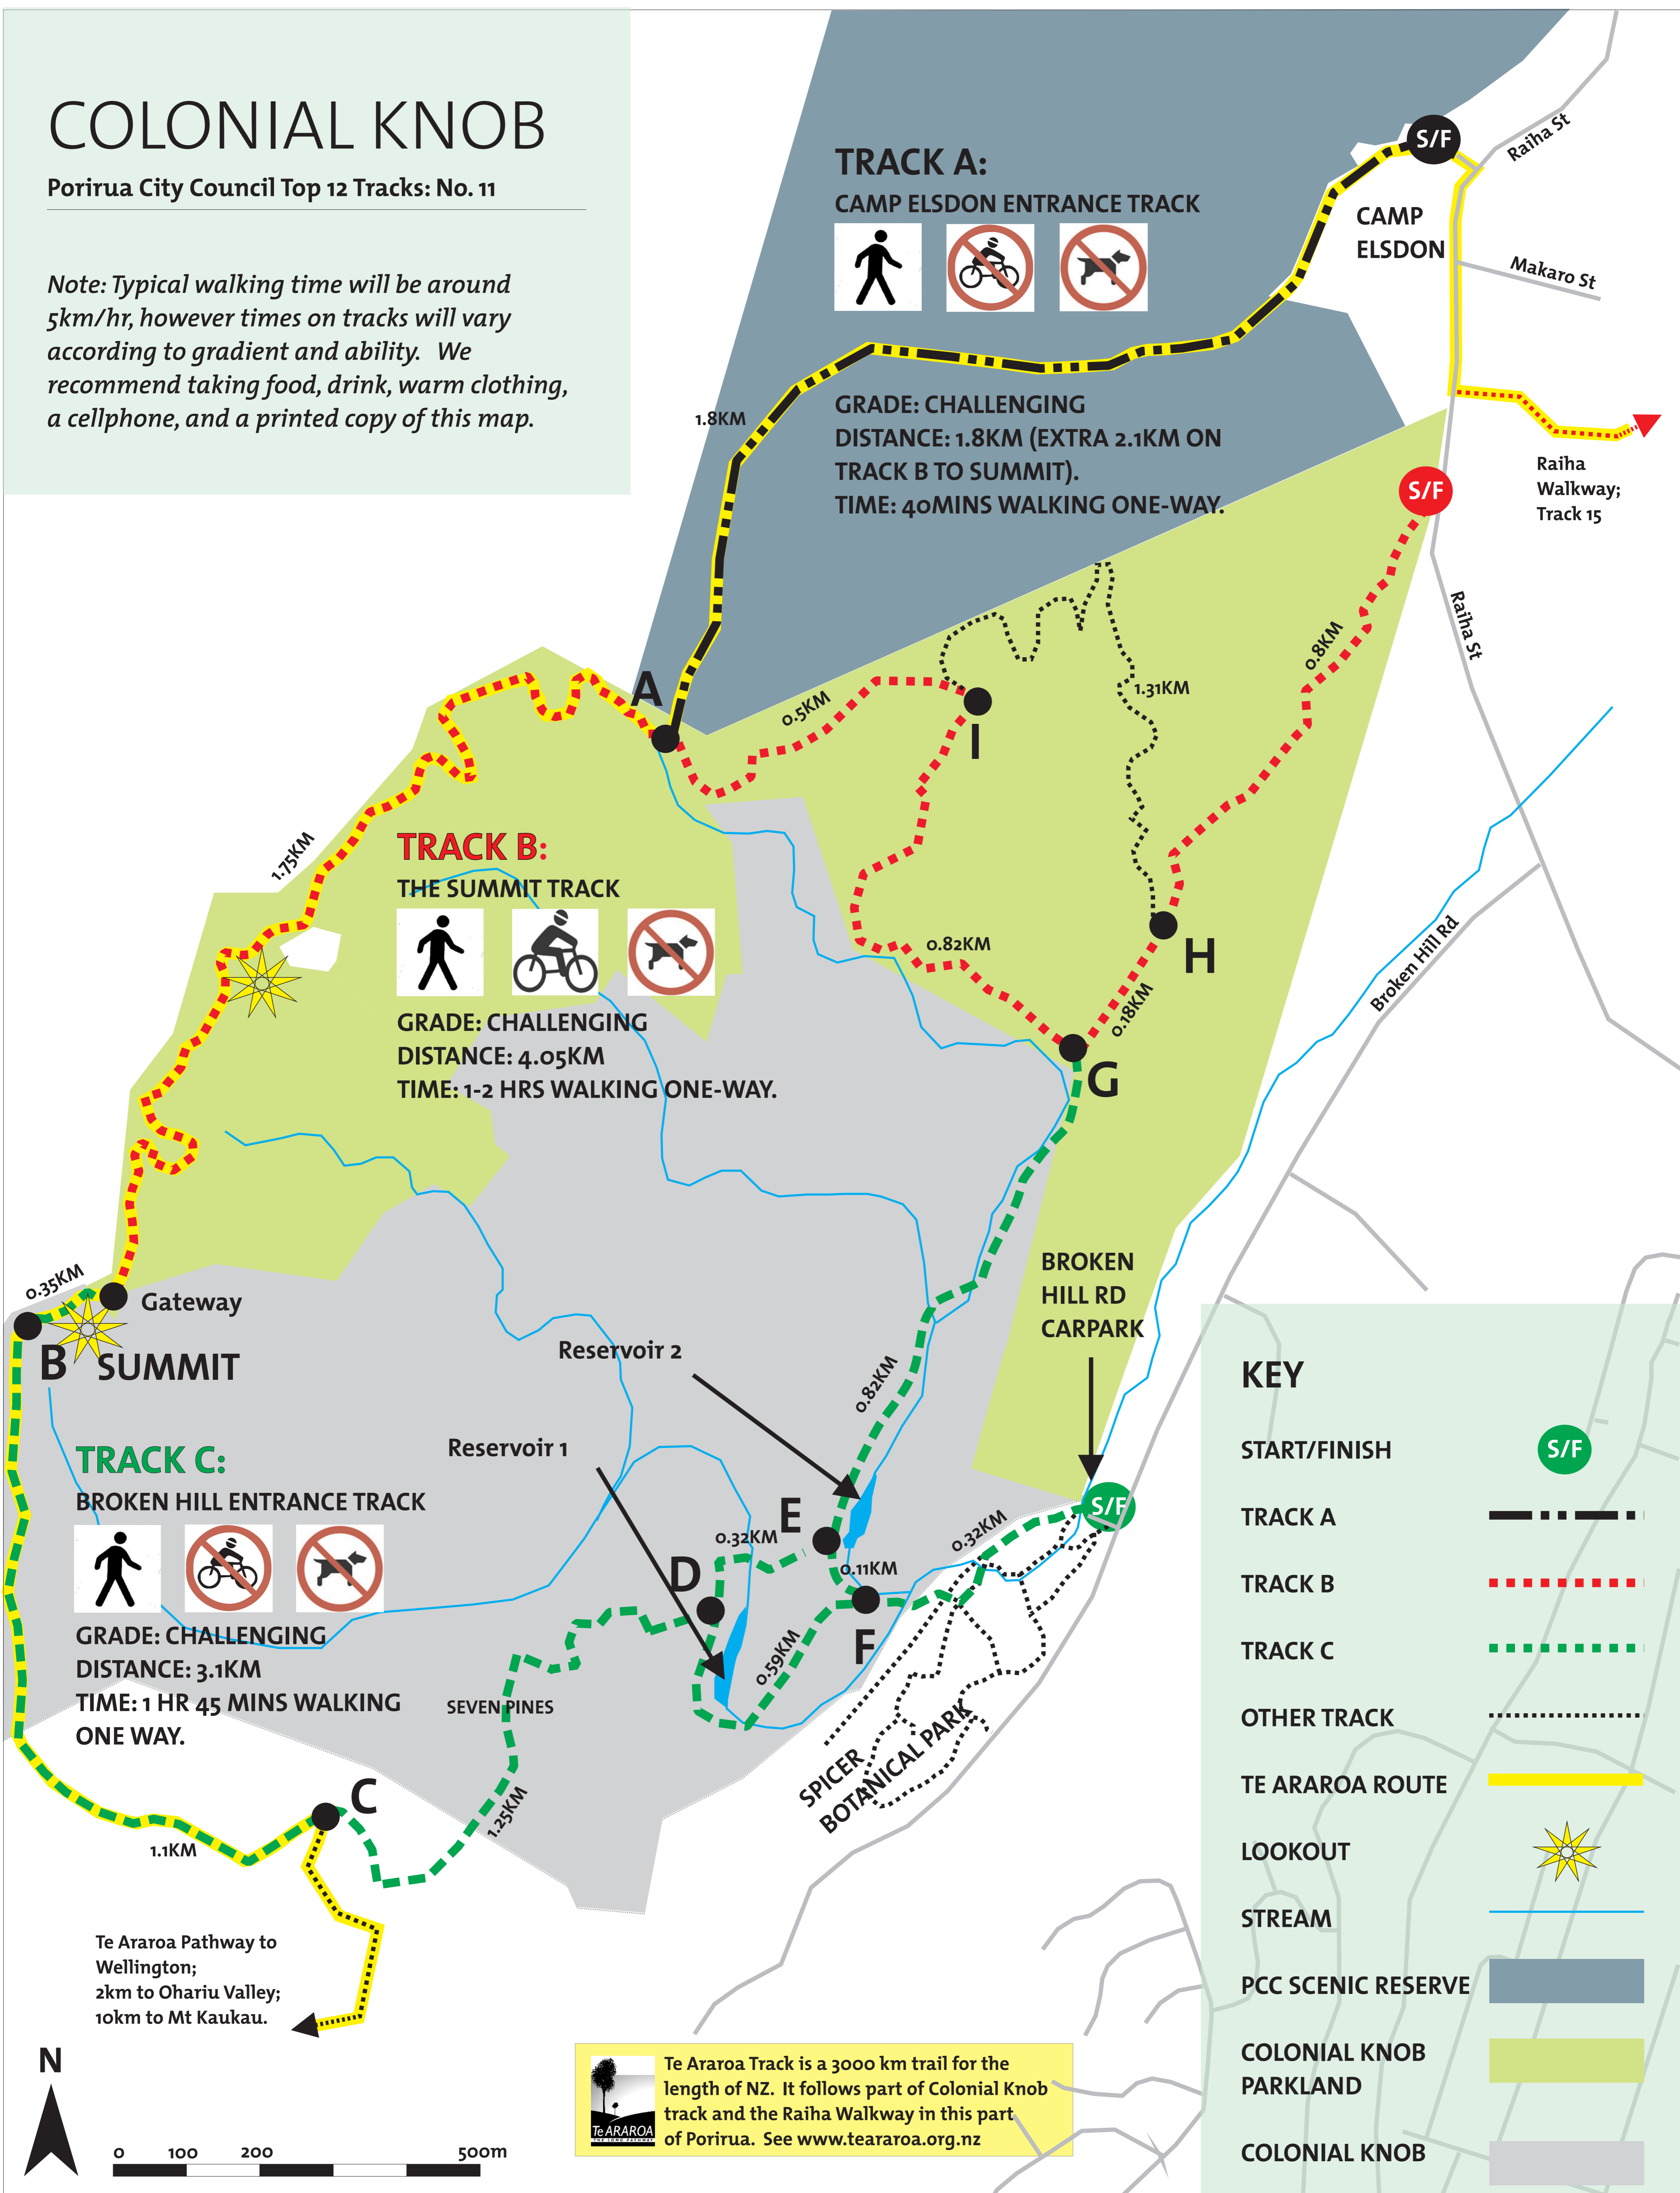 COLONIAL KNOB
Porirua City Council Top 12 Tracks: No. 11
Note: Typical walking time will be around
5km/hr, however times on tracks will vary
according to gradient and ability. We
recommend taking food, drink, warm clothing,
a cellphone, and a printed copy of this map.
TRACK A:
CAMP ELSDON ENTRANCE TRACK
GRADE: CHALLENGING
DISTANCE: 1.8KM (EXTRA 2.1KM ON
TRACK B TO SUMMIT).
TIME: 40MINS WALKING ONE-WAY.
1.8KM
S/F
Raiha St
CAMP
ELSDON
Makaro St
S/F
Raiha
Walkway;
Track 15
Raiha St
0.8KM
1.31KM
A
0.5KM
I
1.75KM
TRACK B:
THE SUMMIT TRACK
GRADE: CHALLENGING
DISTANCE: 4.05KM
TIME: 1-2 HRS WALKING ONE-WAY.
0.82KM
H
0.18KM
G
Broken Hill Rd
0.35KM
Gateway
B
SUMMIT
BROKEN
HILL RD
CARPARK
Reservoir 2
Reservoir 1
0.82KM
TRACK C:
BROKEN HILL ENTRANCE TRACK
GRADE: CHALLENGING
DISTANCE: 3.1KM
TIME: 1 HR 45 MINS WALKING
ONE WAY.
E
0.32KM
D
0.11KM
0.32KM
S/F
F
0.59KM
SEVEN PINES
SPICER
BOTANICAL PARK
C
1.25KM
1.1KM
Te Araroa Pathway to
Wellington;
2km to Ohariu Valley;
10km to Mt Kaukau.
N
0 100 200 500m
Te ARAROA
THE LONG PATHWAY
Te Araroa Track is a 3000 km trail for the
length of NZ. It follows part of Colonial Knob
track and the Raiha Walkway in this part
of Porirua. See www.teararoa.org.nz
KEY
START/FINISH S/F
TRACK A
TRACK B
TRACK C
OTHER TRACK
TE ARAROA ROUTE
LOOKOUT
STREAM
PCC SCENIC RESERVE
COLONIAL KNOB
PARKLAND
COLONIAL KNOB